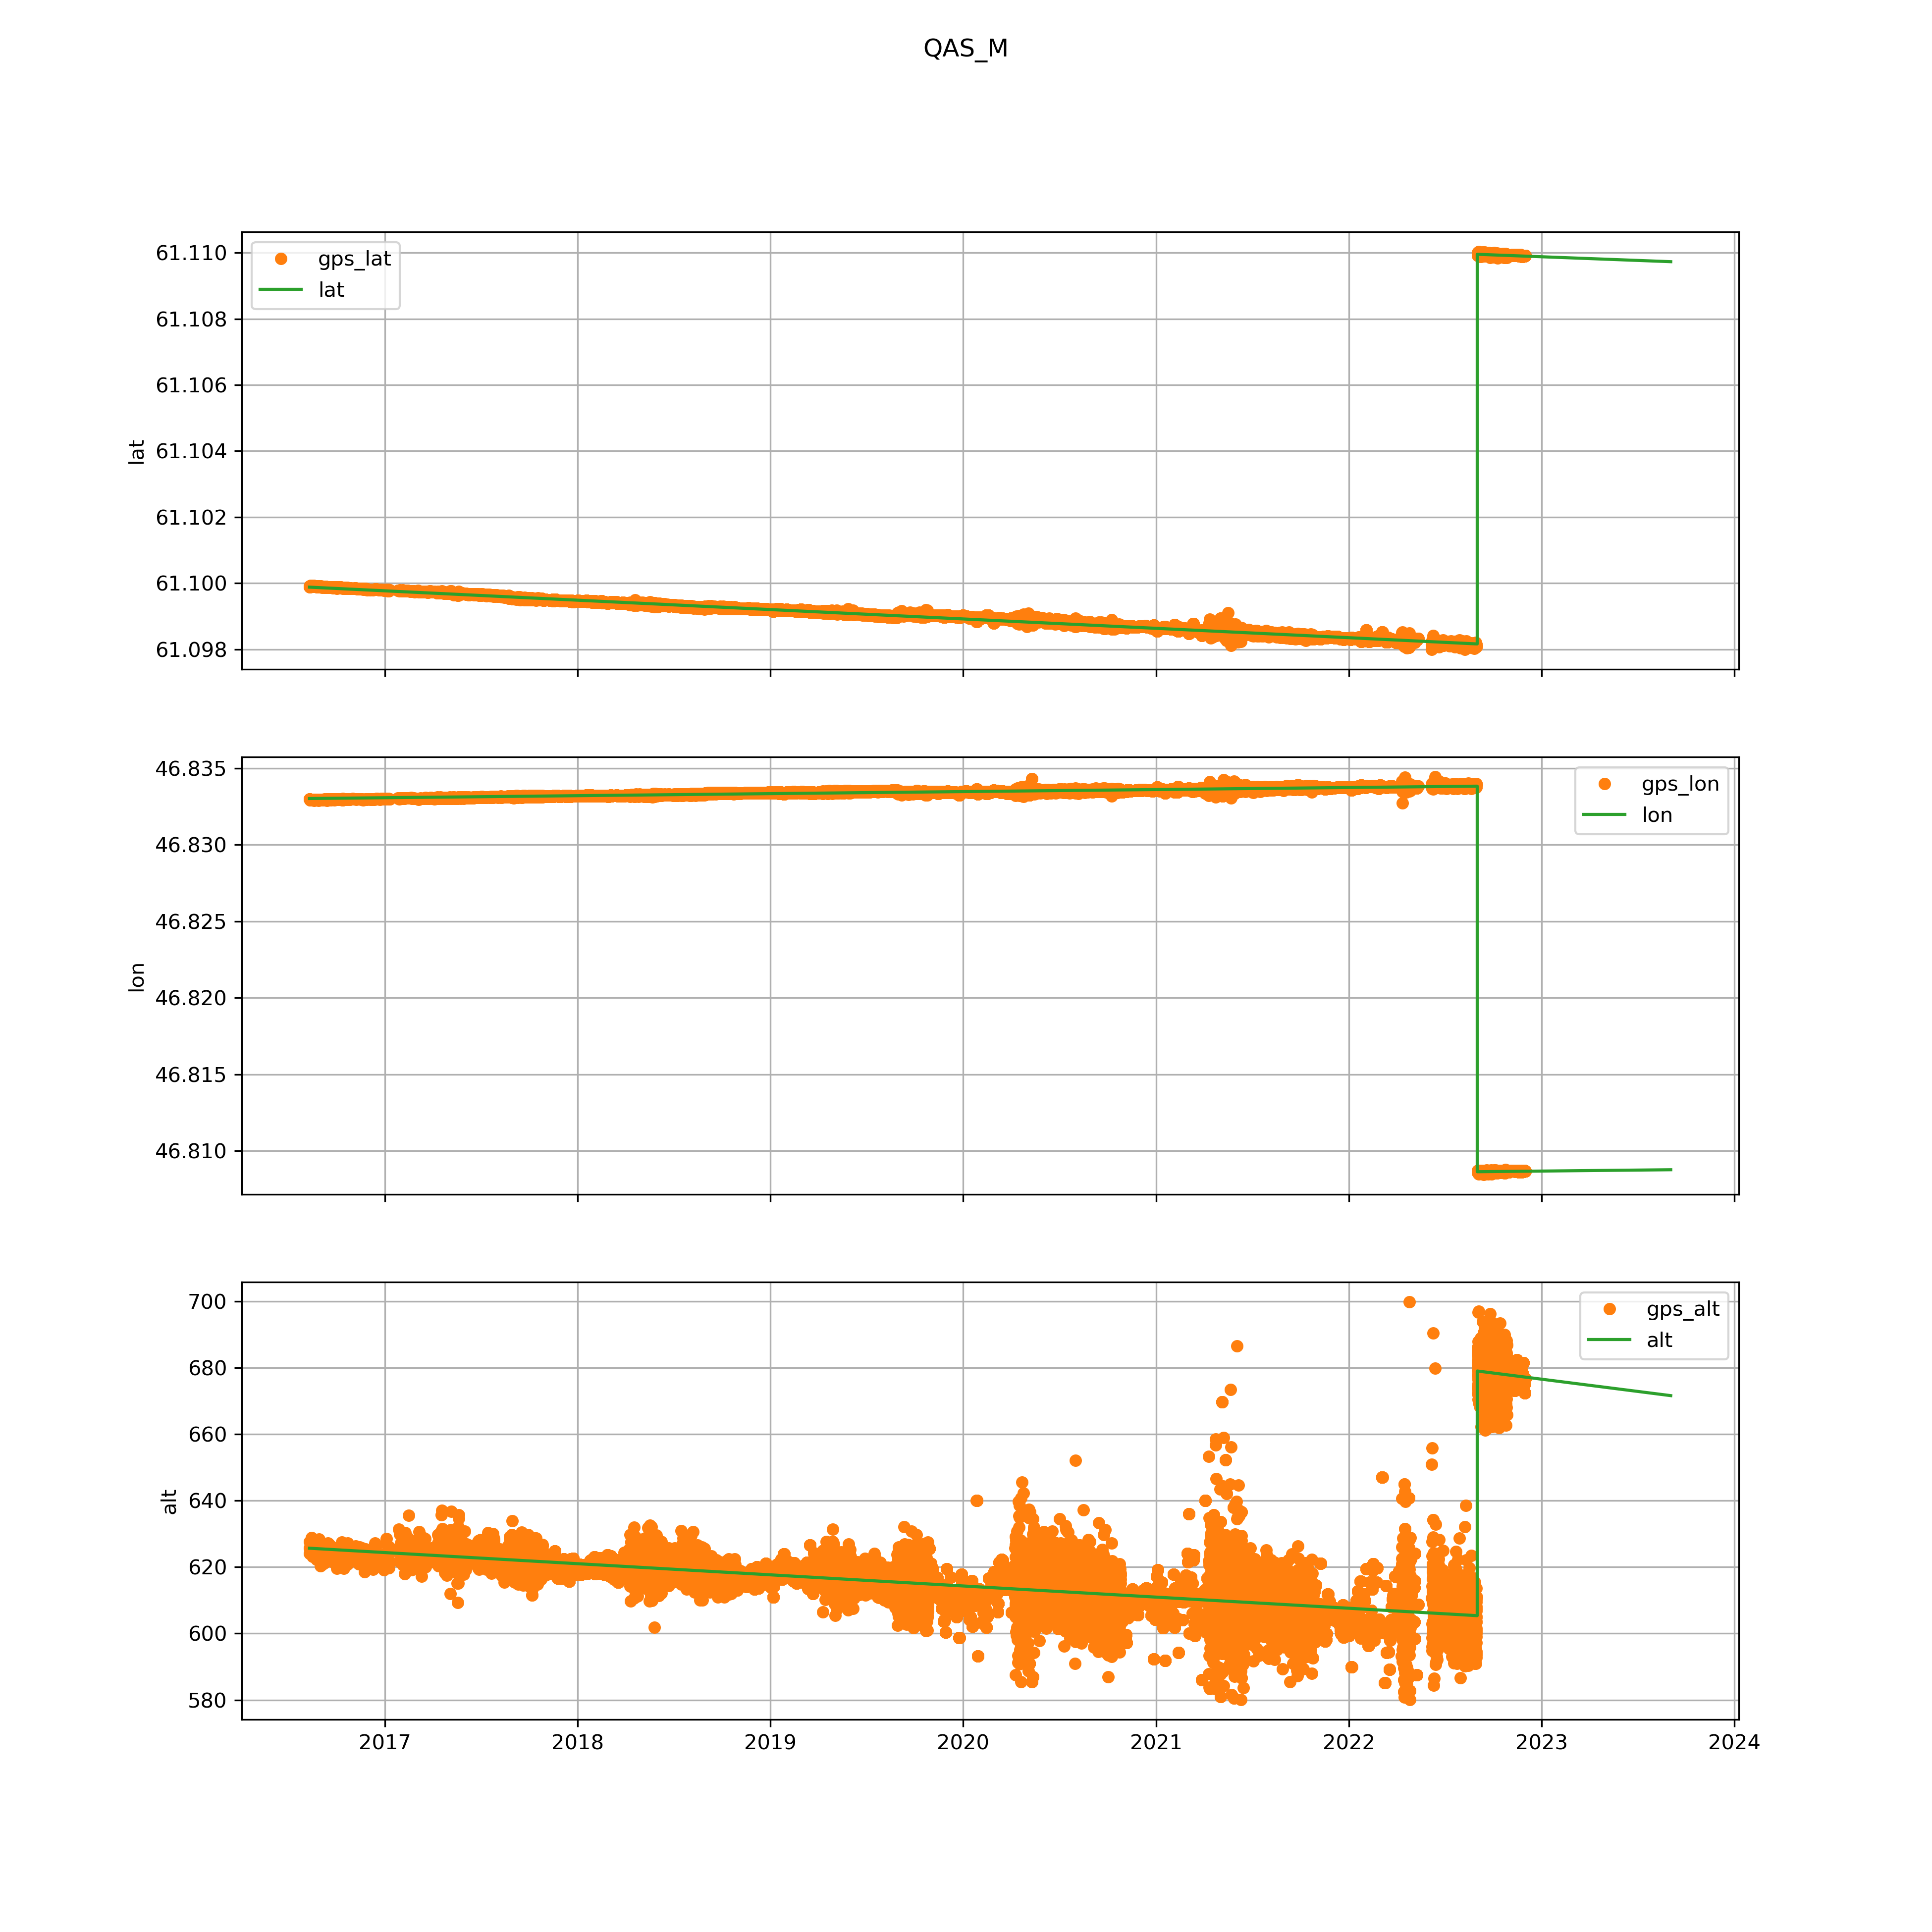 QAS_M
gps_lat
lat
61.110
61.108
61.106
61.104
61.102
61.100
61.098
lat
gps_lon
lon
46.835
46.830
46.825
46.820
46.815
46.810
lon
gps_alt
alt
700
680
660
640
620
600
580
alt
2017 2018 2019 2020 2021 2022 2023 2024